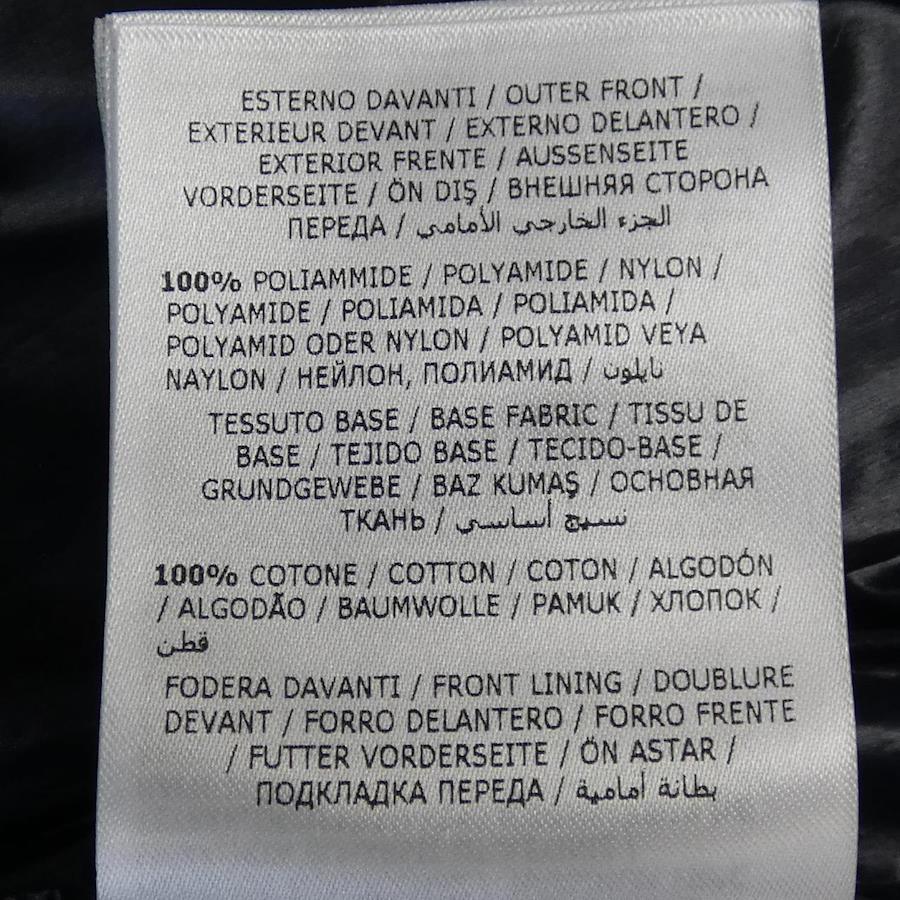 ESTERNO DAVANTI / OUTER FRONT /
EXTERIEUR DEVANT / EXTERNO DELANTERO /
EXTERIOR FRENTE / AUSSENSEITE
VORDERSEITE / ÖN DIŞ / ВНЕШНЯЯ СТОРОНА
ПЕРЕДА / الجزء الخارجي الأمامي
100% POLIAMMIDE / POLYAMIDE / NYLON /
POLYAMIDE / POLIAMIDA / POLIAMIDA /
POLYAMID ODER NYLON / POLYAMID VEYA
NAYLON / НЕЙЛОН, ПОЛИАМИД / نايلون
TESSUTO BASE / BASE FABRIC / TISSU DE
BASE / TEJIDO BASE / TECIDO-BASE /
GRUNDGEWEBE / BAZ KUMAŞ / ОСНОВНАЯ
ТКАНЬ / نسيج أساسي
100% COTONE / COTTON / COTON / ALGODÓN
/ ALGODÃO / BAUMWOLLE / PAMUK / ХЛОПОК /
قطن
FODERA DAVANTI / FRONT LINING / DOUBLURE
DEVANT / FORRO DELANTERO / FORRO FRENTE
/ FUTTER VORDERSEITE / ÖN ASTAR /
ПОДКЛАДКА ПЕРЕДА / بطانة أمامية